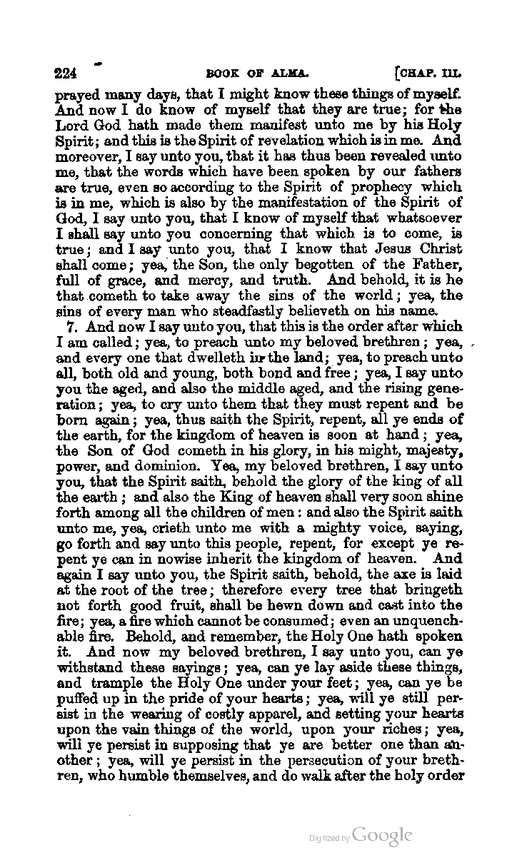 224 BOOK OF ALMA. [CHAP. III.
prayed many days, that I might know these things of myself.
And now I do know of myself that they are true; for the
Lord God hath made them manifest unto me by his Holy
Spirit; and this is the Spirit of revelation which is in me. And
moreover, I say unto you, that it has thus been revealed unto
me, that the words which have been spoken by our fathers
are true, even so according to the Spirit of prophecy which
is in me, which is also by the manifestation of the Spirit of
God, I say unto you, that I know of myself that whatsoever
I shall say unto you concerning that which is to come, is
true; and I say unto you, that I know that Jesus Christ
shall come; yea, the Son, the only begotten of the Father,
full of grace, and mercy, and truth. And behold, it is he
that cometh to take away the sins of the world; yea, the
sins of every man who steadfastly believeth on his name.
7. And now I say unto you, that this is the order after which
I am called; yea, to preach unto my beloved brethren; yea,
and every one that dwelleth in the land; yea, to preach unto
all, both old and young, both bond and free; yea, I say unto
you the aged, and also the middle aged, and the rising gene-
ration; yea, to cry unto them that they must repent and be
born again; yea, thus saith the Spirit, repent, all ye ends of
the earth, for the kingdom of heaven is soon at hand; yea,
the Son of God cometh in his glory, in his might, majesty,
power, and dominion. Yea, my beloved brethren, I say unto
you, that the Spirit saith, behold the glory of the king of all
the earth; and also the King of heaven shall very soon shine
forth among all the children of men: and also the Spirit saith
unto me, yea, crieth unto me with a mighty voice, saying,
go forth and say unto this people, repent, for except ye re-
pent ye can in nowise inherit the kingdom of heaven. And
again I say unto you, the Spirit saith, behold, the axe is laid
at the root of the tree; therefore every tree that bringeth
not forth good fruit, shall be hewn down and cast into the
fire; yea, a fire which cannot be consumed; even an unquench-
able fire. Behold, and remember, the Holy One hath spoken
it. And now my beloved brethren, I say unto you, can ye
withstand these sayings; yea, can ye lay aside these things,
and trample the Holy One under your feet; yea, can ye be
puffed up in the pride of your hearts; yea, will ye still per-
sist in the wearing of costly apparel, and setting your hearts
upon the vain things of the world, upon your riches; yea,
will ye persist in supposing that ye are better one than an-
other; yea, will ye persist in the persecution of your breth-
ren, who humble themselves, and do walk after the holy order
Digitized by Google